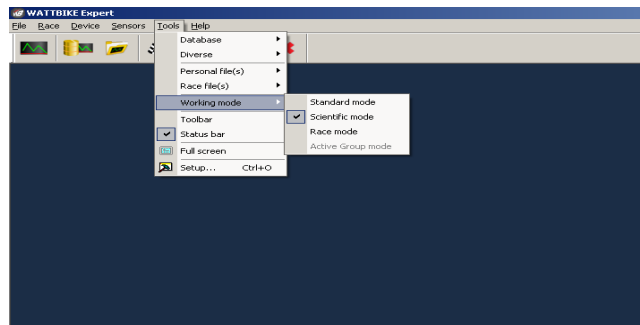 WATTBIKE Expert
File Race Device Sensors Tools Help
Database
Diverse
Personal file(s)
Race file(s)
Working mode
Standard mode
Scientific mode
Race mode
Active Group mode
Toolbar
Status bar
Full screen
Setup... Ctrl+O